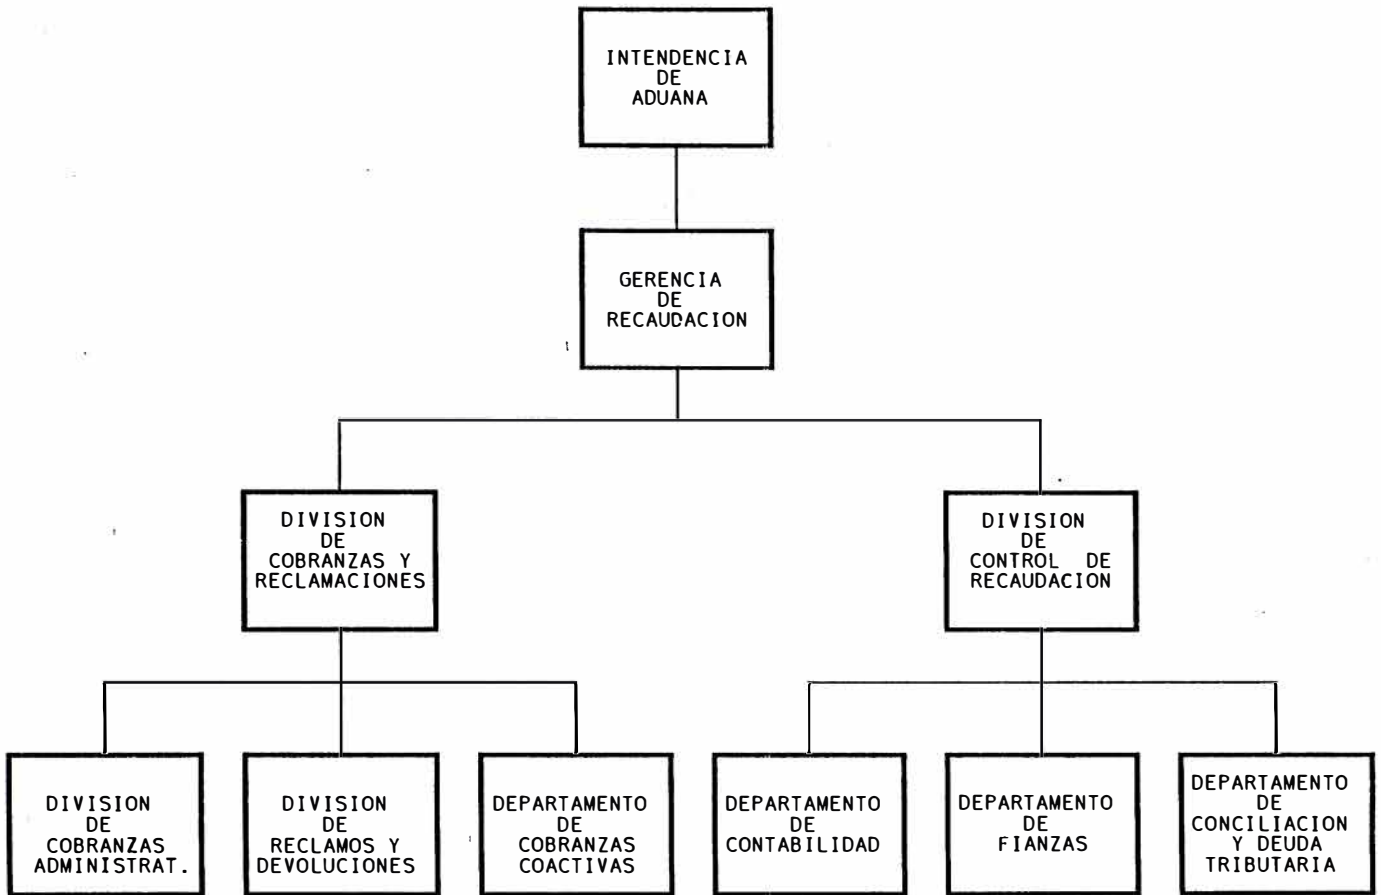 INTENDENCIA
DE
ADUANA
GERENCIA
DE
RECAUDACION
DIVISION
DE
COBRANZAS Y
RECLAMACIONES
DIVISION
DE
CONTROL DE
RECAUDACION
DIVISION
DE
COBRANZAS
ADMINISTRAT.
DIVISION
DE
RECLAMOS Y
DEVOLUCIONES
DEPARTAMENTO
DE
COBRANZAS
COACTIVAS
DEPARTAMENTO
DE
CONTABILIDAD
DEPARTAMENTO
DE
FIANZAS
DEPARTAMENTO
DE
CONCILIACION
Y DEUDA
TRIBUTARIA